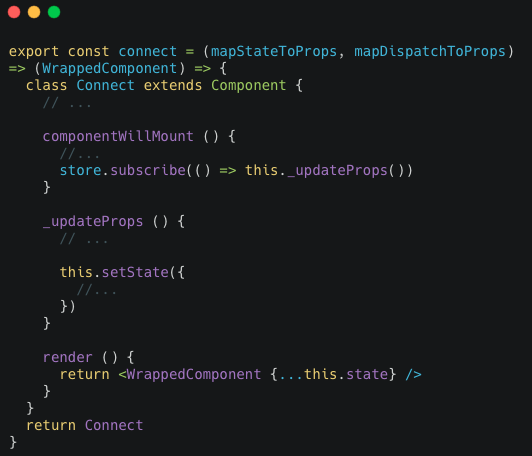 export const connect = (mapStateToProps, mapDispatchToProps)
=> (WrappedComponent) => {
  class Connect extends Component {
    // ...

    componentWillMount () {
      //...
      store.subscribe(() => this._updateProps())
    }

    _updateProps () {
      // ...

      this.setState({
        //...
      })
    }

    render () {
      return <WrappedComponent {...this.state} />
    }
  }
  return Connect
}